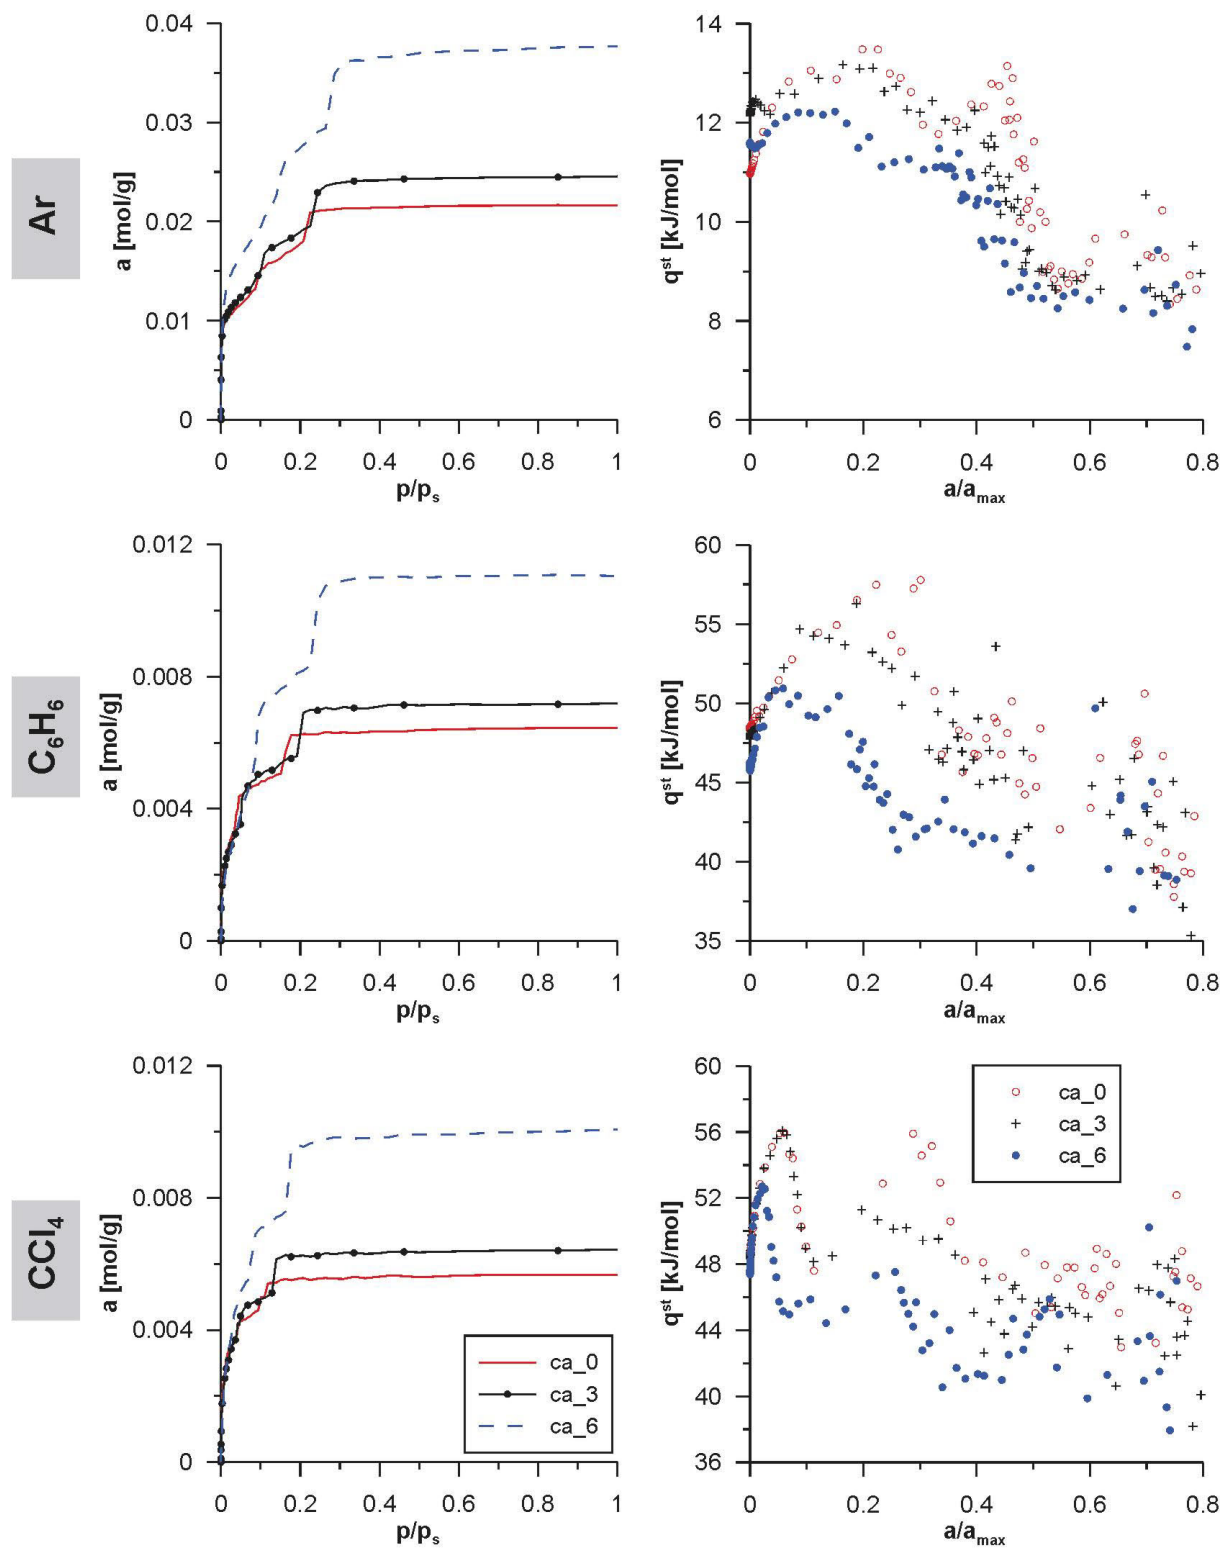 Ar
0.04
0.03
0.02
0.01
0
a [mol/g]
0 0.2 0.4 0.6 0.8 1
p/ps
14
12
10
8
6
qst [kJ/mol]
0 0.2 0.4 0.6 0.8
a/amax
C6H6
0.012
0.008
0.004
0
a [mol/g]
0 0.2 0.4 0.6 0.8 1
p/ps
60
55
50
45
40
35
qst [kJ/mol]
0 0.2 0.4 0.6 0.8
a/amax
CCl4
0.012
0.008
0.004
0
a [mol/g]
ca_0
ca_3
ca_6
0 0.2 0.4 0.6 0.8 1
p/ps
60
56
52
48
44
40
36
qst [kJ/mol]
ca_0
ca_3
ca_6
0 0.2 0.4 0.6 0.8
a/amax